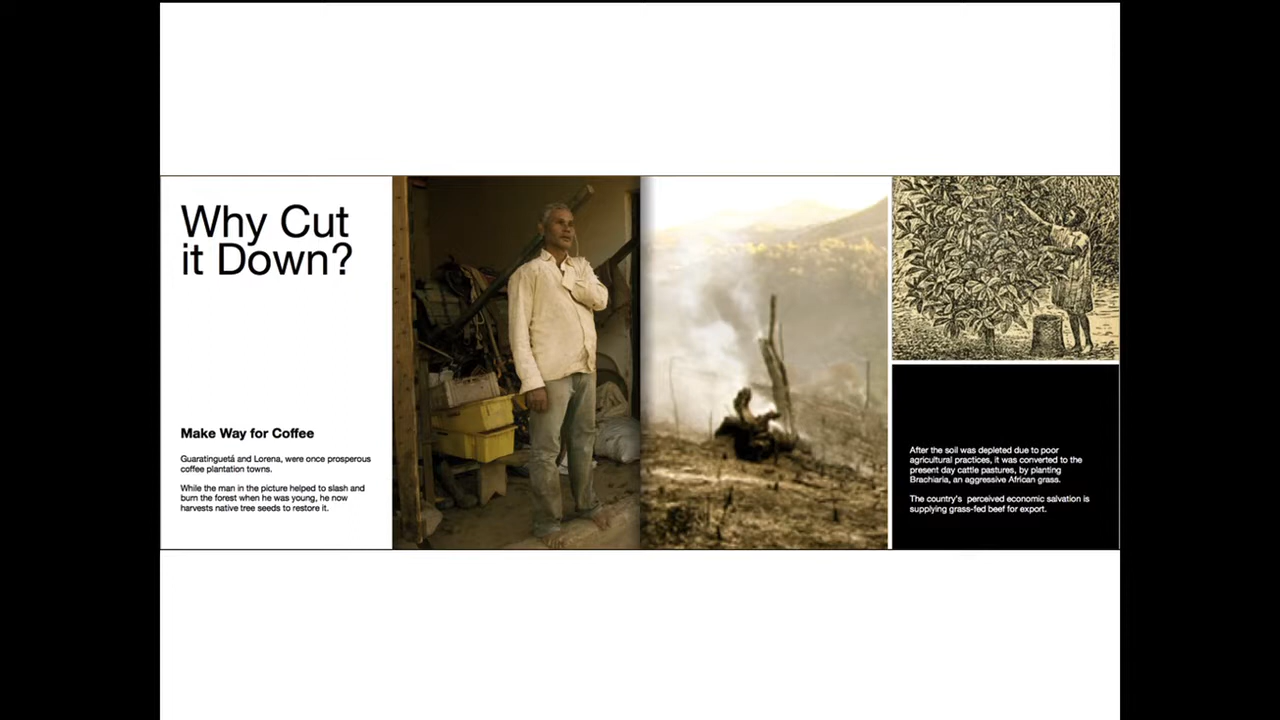 Why Cut
it Down?
Make Way for Coffee
Guaratinguetá and Lorena, were once prosperous
coffee plantation towns.
While the man in the picture helped to slash and
burn the forest when he was young, he now
harvests native tree seeds to restore it.
After the soil was depleted due to poor
agricultural practices, it was converted to the
present day cattle pastures, by planting
Brachiaria, an aggressive African grass.
The country's  perceived economic salvation is
supplying grass-fed beef for export.